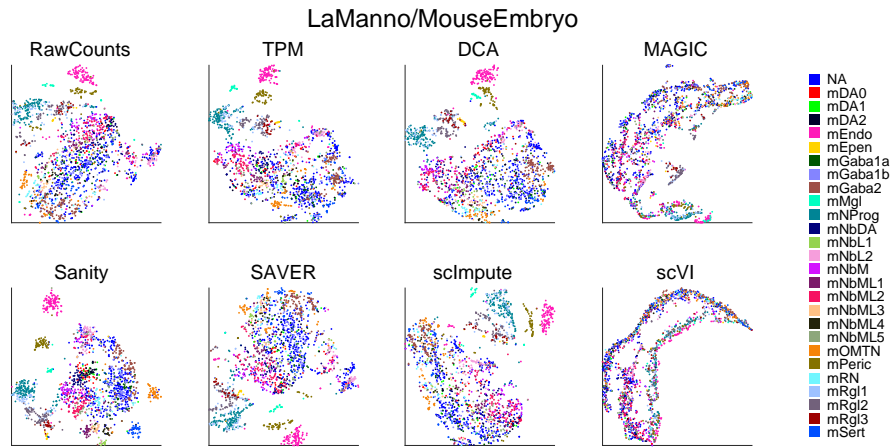 LaManno/MouseEmbryo
RawCounts
TPM
DCA
MAGIC
Sanity
SAVER
scImpute
scVI
NA
mDA0
mDA1
mDA2
mEndo
mEpen
mGaba1a
mGaba1b
mGaba2
mMgl
mNProg
mNbDA
mNbL1
mNbL2
mNbM
mNbML1
mNbML2
mNbML3
mNbML4
mNbML5
mOMTN
mPeric
mRN
mRgl1
mRgl2
mRgl3
mSert